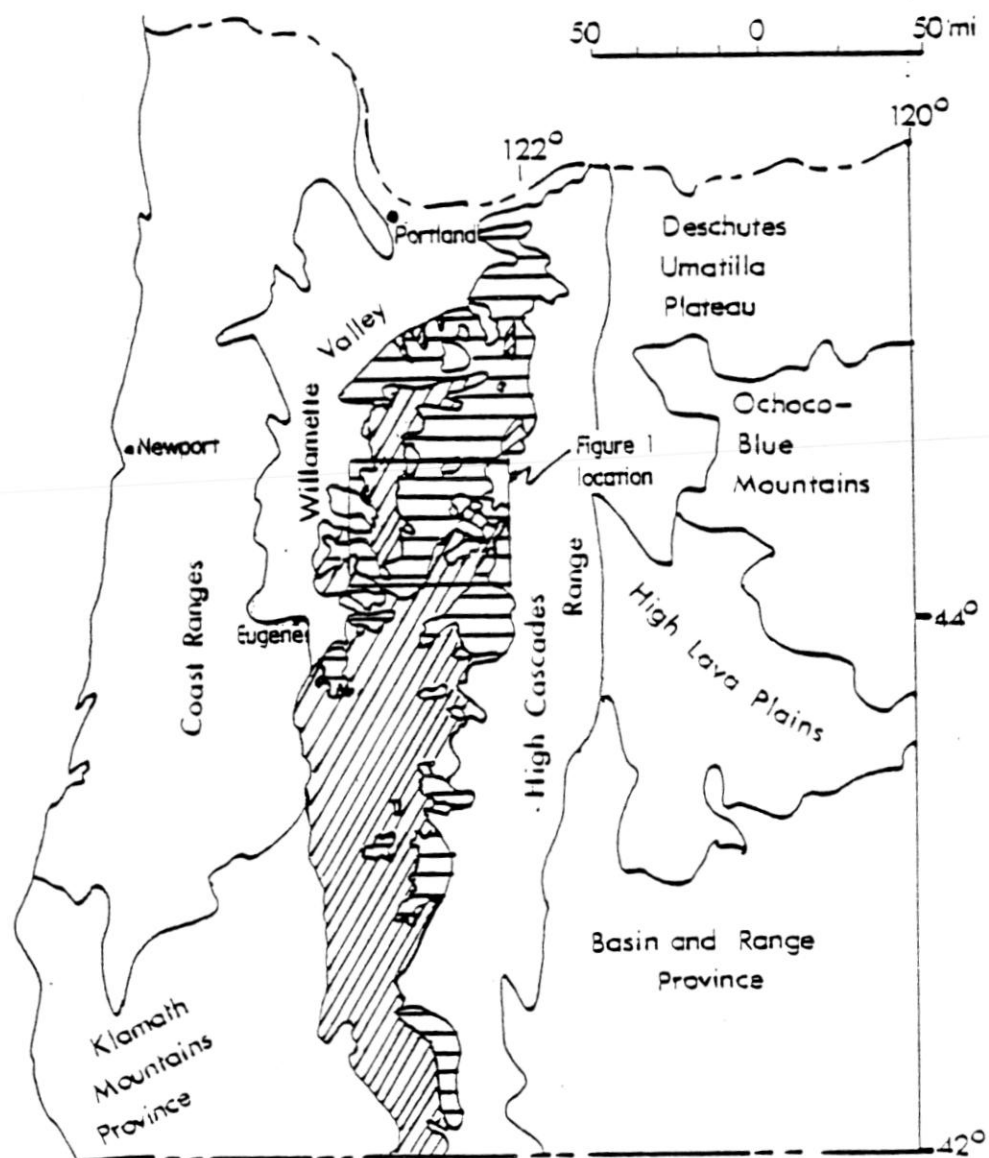 50 0 50 mi
120°
122°
Portland
Deschutes
Umatilla
Plateau
Valley
Willamette
Ochoco-
Blue
Mountains
Newport
Figure 1
location
Coast Ranges
Eugene
High Cascades
Range
44°
High Lava Plains
Basin and Range
Province
Klamath
Mountains
Province
42°